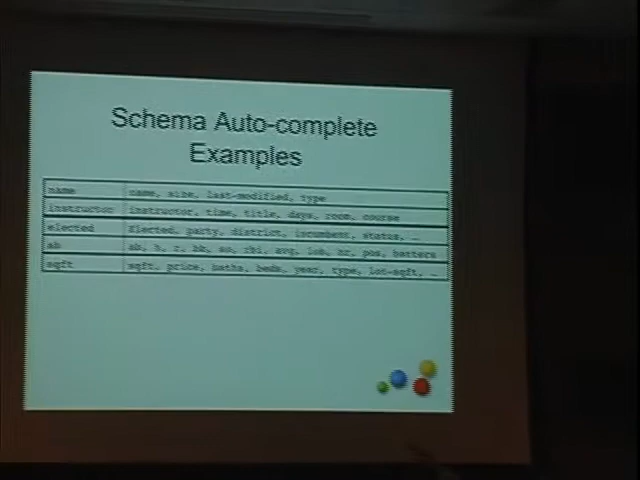 Schema Auto-complete
Examples
name name, size, last-modified, type
instructor instructor, time, title, days, room, course
elected elected, party, district, incumbent, status, …
ab ab, h, r, bb, so, rbi, avg, lob, hr, pos, batters
sqft sqft, price, baths, beds, year, type, lot-sqft, …